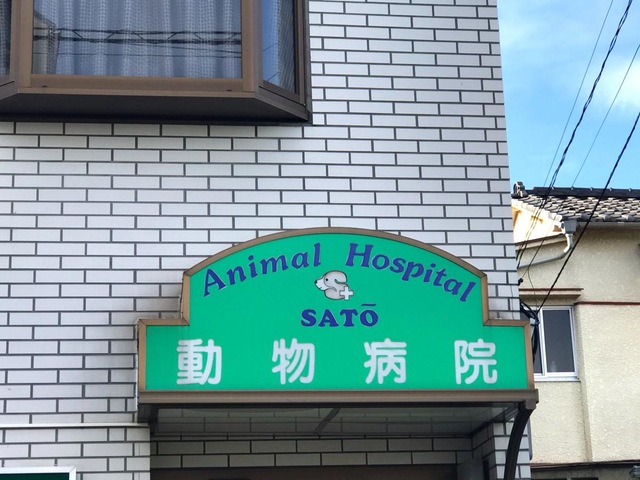 Animal Hospital
SATŌ
動物病院